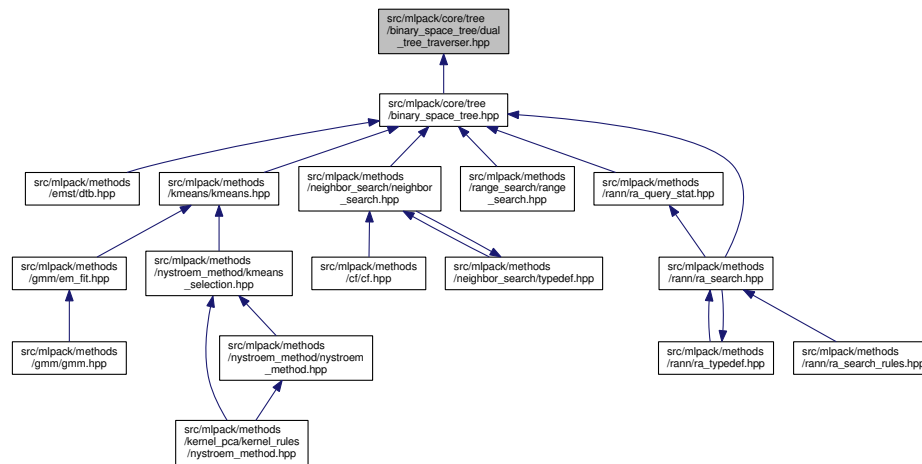 src/mlpack/core/tree
/binary_space_tree/dual
_tree_traverser.hpp
src/mlpack/core/tree
/binary_space_tree.hpp
src/mlpack/methods
/emst/dtb.hpp
src/mlpack/methods
/kmeans/kmeans.hpp
src/mlpack/methods
/neighbor_search/neighbor
_search.hpp
src/mlpack/methods
/range_search/range
_search.hpp
src/mlpack/methods
/rann/ra_query_stat.hpp
src/mlpack/methods
/gmm/em_fit.hpp
src/mlpack/methods
/nystroem_method/kmeans
_selection.hpp
src/mlpack/methods
/cf/cf.hpp
src/mlpack/methods
/neighbor_search/typedef.hpp
src/mlpack/methods
/rann/ra_search.hpp
src/mlpack/methods
/gmm/gmm.hpp
src/mlpack/methods
/nystroem_method/nystroem
_method.hpp
src/mlpack/methods
/rann/ra_typedef.hpp
src/mlpack/methods
/rann/ra_search_rules.hpp
src/mlpack/methods
/kernel_pca/kernel_rules
/nystroem_method.hpp